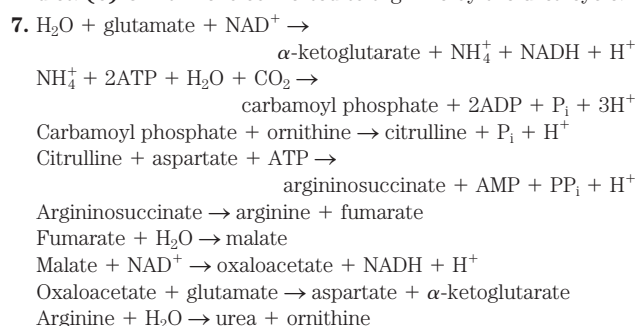 7. H₂O + glutamate + NAD⁺ →
α-ketoglutarate + NH₄⁺ + NADH + H⁺
NH₄⁺ + 2ATP + H₂O + CO₂ →
carbamoyl phosphate + 2ADP + Pᵢ + 3H⁺
Carbamoyl phosphate + ornithine → citrulline + Pᵢ + H⁺
Citrulline + aspartate + ATP →
argininosuccinate + AMP + PPᵢ + H⁺
Argininosuccinate → arginine + fumarate
Fumarate + H₂O → malate
Malate + NAD⁺ → oxaloacetate + NADH + H⁺
Oxaloacetate + glutamate → aspartate + α-ketoglutarate
Arginine + H₂O → urea + ornithine